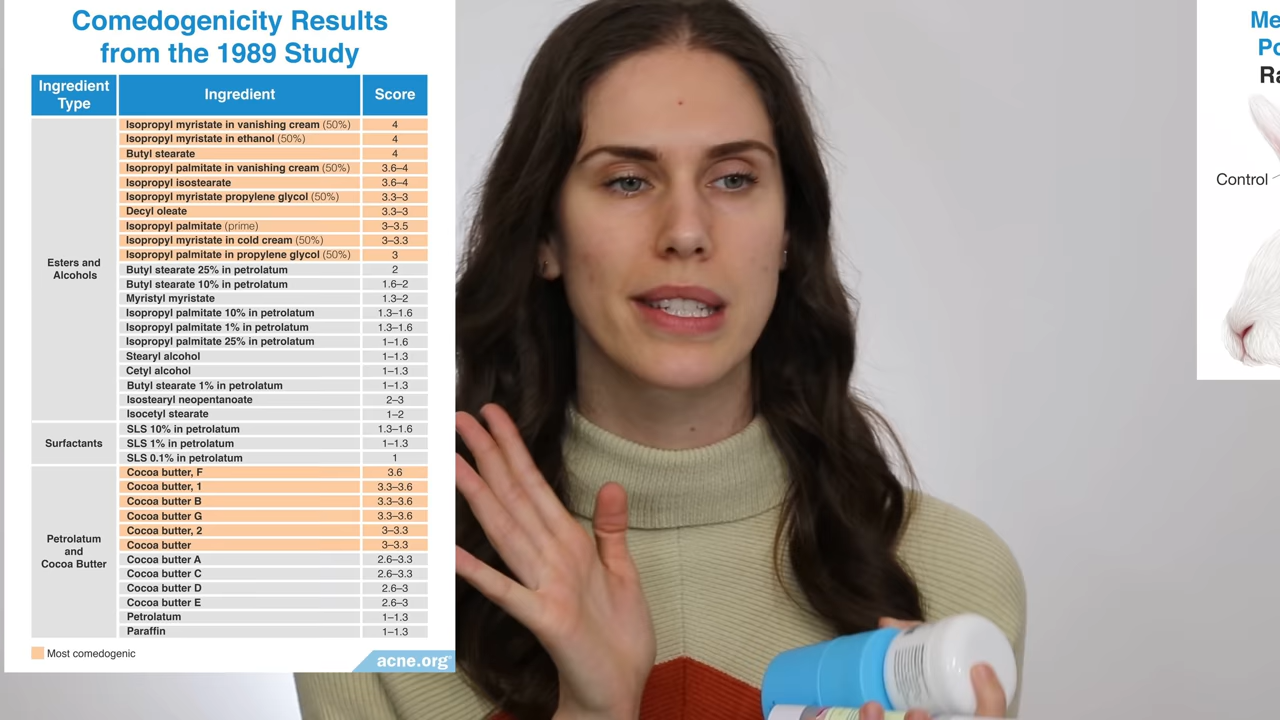 Comedogenicity Results
from the 1989 Study
Ingredient Type Ingredient Score
Esters and Alcohols
Isopropyl myristate in vanishing cream (50%) 4
Isopropyl myristate in ethanol (50%) 4
Butyl stearate 4
Isopropyl palmitate in vanishing cream (50%) 3.6–4
Isopropyl isostearate 3.6–4
Isopropyl myristate propylene glycol (50%) 3.3–3
Decyl oleate 3.3–3
Isopropyl palmitate (prime) 3–3.5
Isopropyl myristate in cold cream (50%) 3–3.3
Isopropyl palmitate in propylene glycol (50%) 3
Butyl stearate 25% in petrolatum 2
Butyl stearate 10% in petrolatum 1.6–2
Myristyl myristate 1.3–2
Isopropyl palmitate 10% in petrolatum 1.3–1.6
Isopropyl palmitate 1% in petrolatum 1.3–1.6
Isopropyl palmitate 25% in petrolatum 1–1.6
Stearyl alcohol 1–1.3
Cetyl alcohol 1–1.3
Butyl stearate 1% in petrolatum 1–1.3
Isostearyl neopentanoate 2–3
Isocetyl stearate 1–2
Surfactants
SLS 10% in petrolatum 1.3–1.6
SLS 1% in petrolatum 1–1.3
SLS 0.1% in petrolatum 1
Petrolatum and Cocoa Butter
Cocoa butter, F 3.6
Cocoa butter, 1 3.3–3.6
Cocoa butter B 3.3–3.6
Cocoa butter G 3.3–3.6
Cocoa butter, 2 3–3.3
Cocoa butter 3–3.3
Cocoa butter A 2.6–3.3
Cocoa butter C 2.6–3.3
Cocoa butter D 2.6–3
Cocoa butter E 2.6–3
Petrolatum 1–1.3
Paraffin 1–1.3
Most comedogenic
acne.org
Me
Po
Ra
Control